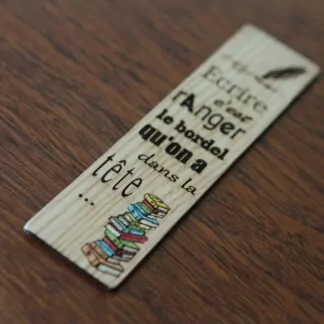 Ecrire
c'est
rAnger
le bordel
qu'on a
dans la
tête
...